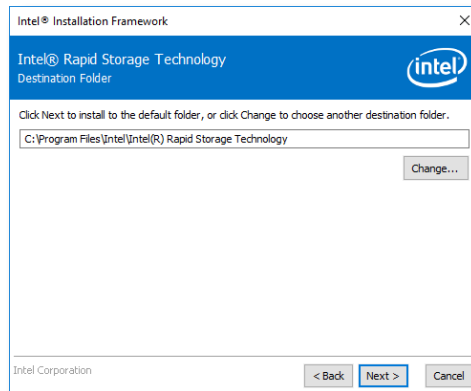 Intel® Installation Framework
Intel® Rapid Storage Technology
Destination Folder
intel
Click Next to install to the default folder, or click Change to choose another destination folder.
C:\Program Files\Intel\Intel(R) Rapid Storage Technology
Change...
Intel Corporation
< Back
Next >
Cancel